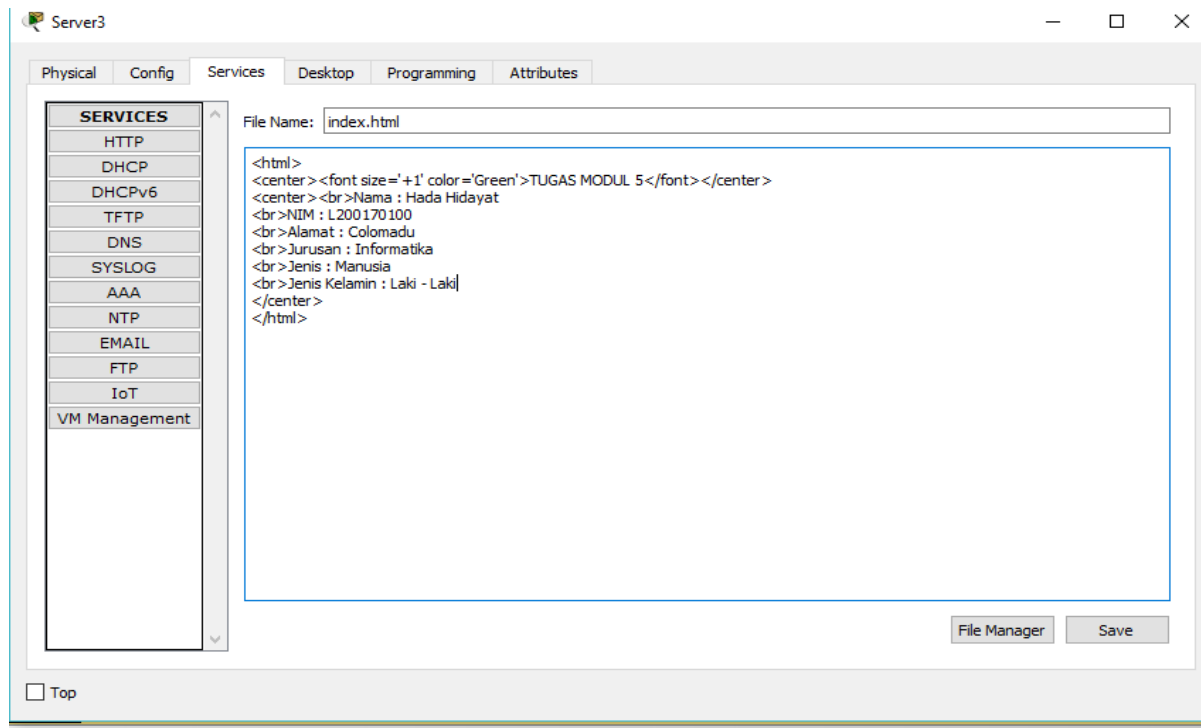 Server3
Physical Config Services Desktop Programming Attributes
SERVICES
HTTP
DHCP
DHCPv6
TFTP
DNS
SYSLOG
AAA
NTP
EMAIL
FTP
IoT
VM Management
File Name: index.html
<html>
<center><font size='+1' color='Green'>TUGAS MODUL 5</font></center>
<center><br>Nama : Hada Hidayat
<br>NIM : L200170100
<br>Alamat : Colomadu
<br>Jurusan : Informatika
<br>Jenis : Manusia
<br>Jenis Kelamin : Laki - Laki
</center>
</html>
File Manager Save
Top